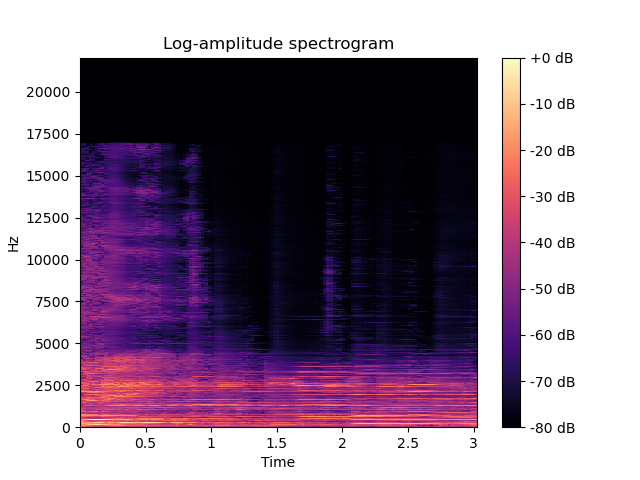 Log-amplitude spectrogram
Hz
20000
17500
15000
12500
10000
7500
5000
2500
0
0 0.5 1 1.5 2 2.5 3
Time
+0 dB
-10 dB
-20 dB
-30 dB
-40 dB
-50 dB
-60 dB
-70 dB
-80 dB